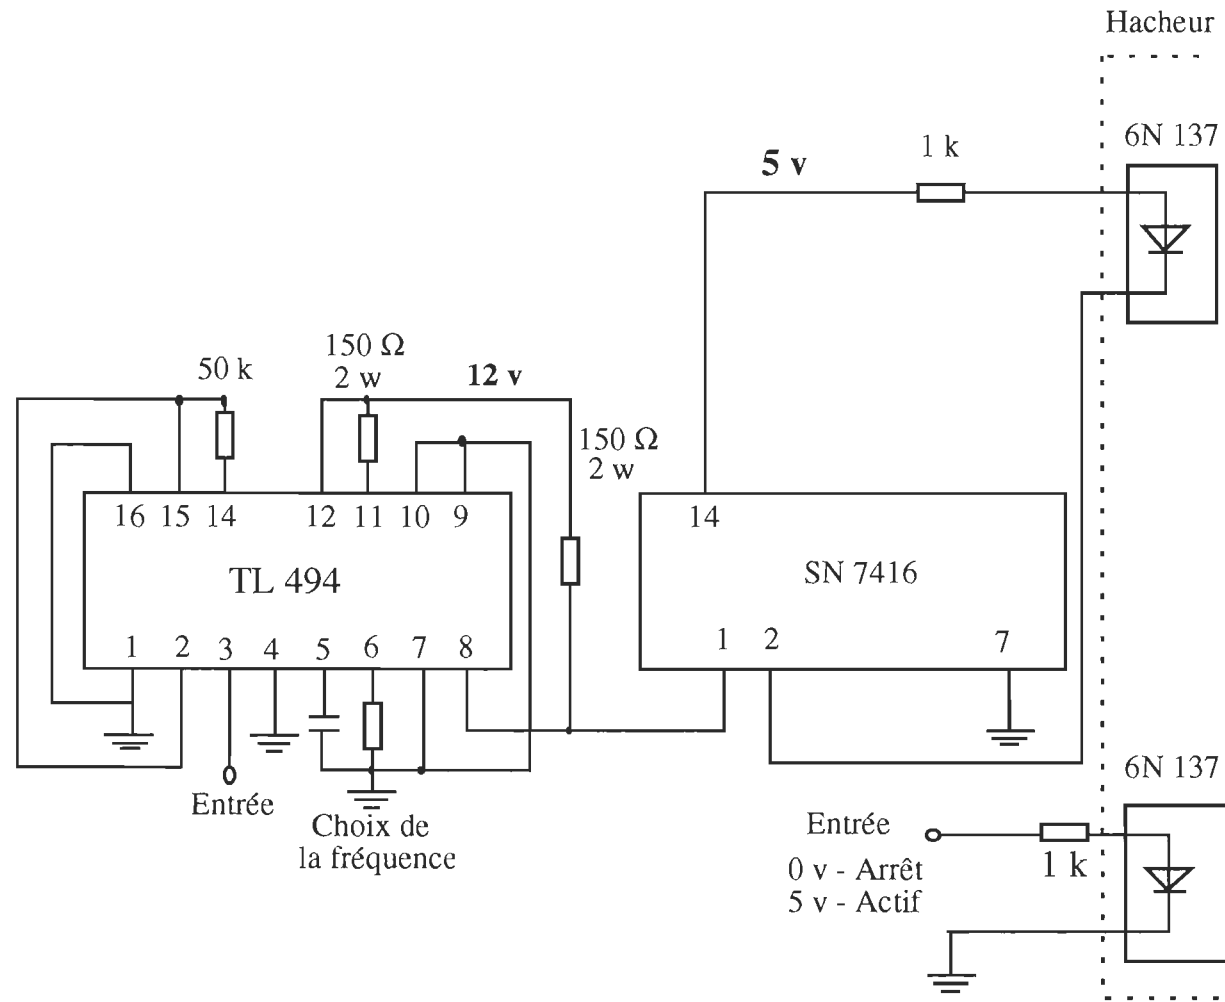 Hacheur
6N 137
1 k
5 v
150 Ω
2 w
50 k
12 v
150 Ω
2 w
16 15 14 12 11 10 9
14
TL 494
SN 7416
1 2 3 4 5 6 7 8
1 2 7
6N 137
Entrée
Choix de
la fréquence
Entrée
1 k
0 v - Arrêt
5 v - Actif